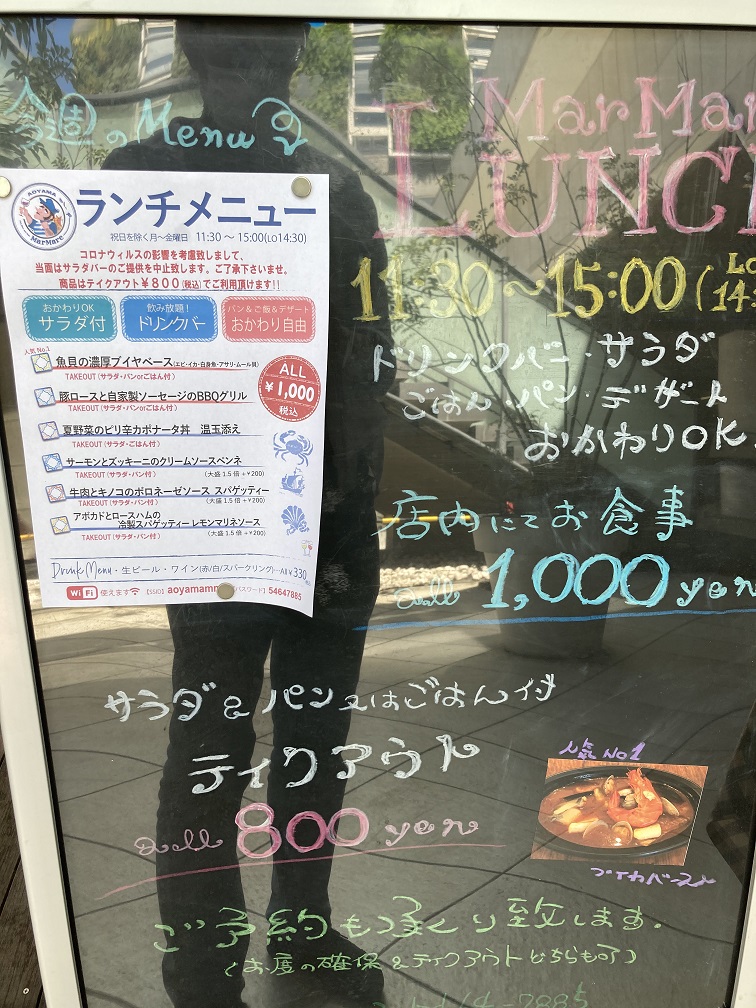 今週のMenu
MarMar
LUNCH
11:30~15:00(Lo
14:
ドリンクバー・サラダ
ごはん・パン・デザート
おかわりOK
店内にてお食事
all 1,000 yen
AOYAMA
MarMare
ランチメニュー
祝日を除く月~金曜日 11:30 ~ 15:00(LO14:30)
コロナウィルスの影響を考慮致しまして、
当面はサラダバーのご提供を中止致します。ご了承下さいませ。
商品はテイクアウト¥800(税込)でご利用頂けます!!
おかわりOK
サラダ付
飲み放題!
ドリンクバー
パン&ご飯&デザート
おかわり自由
人気No.1
魚貝の濃厚ブイヤベース(エビ・イカ・白身魚・アサリ・ムール貝)
TAKEOUT(サラダ・パンorごはん付)
ALL
¥1,000
税込
豚ロースと自家製ソーセージのBBQグリル
TAKEOUT(サラダ・パンorごはん付)
夏野菜のピリ辛カポナータ丼 温玉添え
TAKEOUT(サラダ・ごはん付)
サーモンとズッキーニのクリームソースペンネ
TAKEOUT(サラダ・パン付) (大盛1.5倍+¥200)
牛肉とキノコのボロネーゼソース スパゲッティー
TAKEOUT(サラダ・パン付) (大盛1.5倍+¥200)
アボカドとロースハムの
冷製スパゲッティー レモンマリネソース
TAKEOUT(サラダ・パン付) (大盛1.5倍+¥200)
Drink Menu・生ビール・ワイン(赤/白/スパークリング)…All¥330
WiFi 使えます 【SSID】aoyamamm パスワード】54647885
サラダ&パン又はごはん付
テイクアウト
all 800 yen
人気NO1
ブイヤベース
ご予約も承くり致します.
(お席の確保&テイクアウトどちらも可)
7885